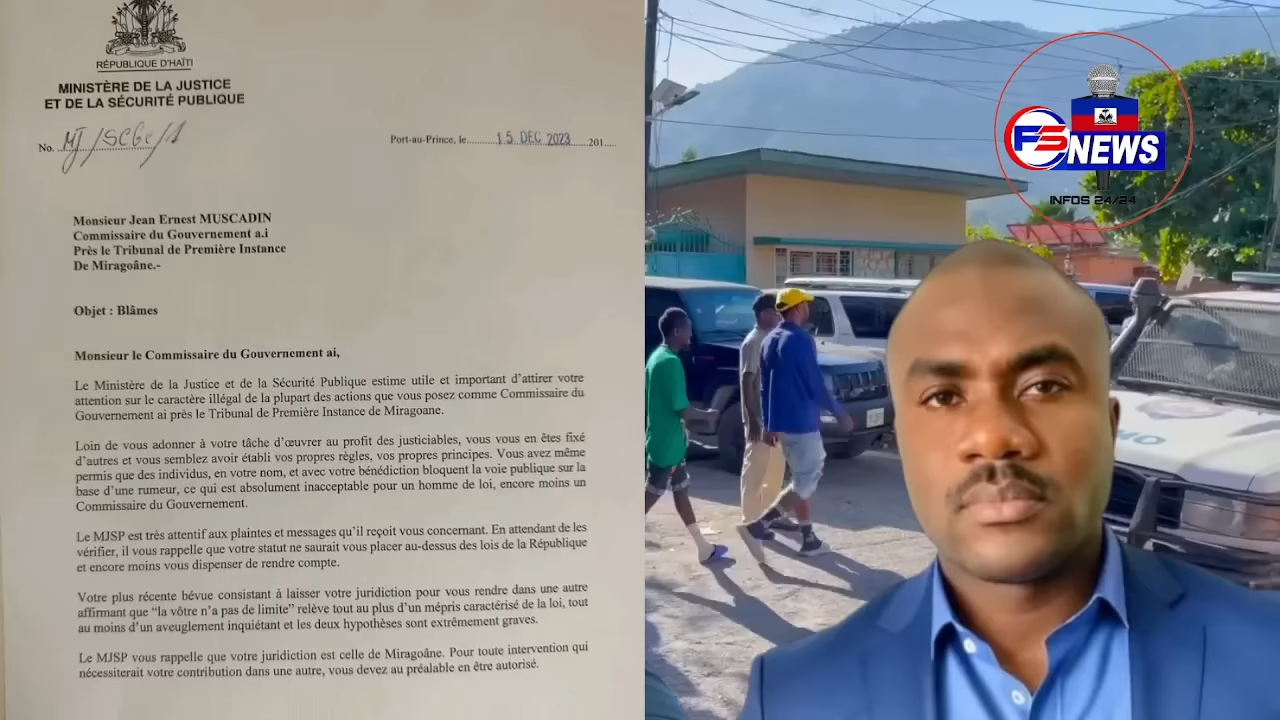 RÉPUBLIQUE D'HAÏTI
MINISTÈRE DE LA JUSTICE
ET DE LA SÉCURITÉ PUBLIQUE
No.
Port-au-Prince, le 15 DEC 2023 201
Monsieur Jean Ernest MUSCADIN
Commissaire du Gouvernement a.i
Près le Tribunal de Première Instance
De Miragoâne.-
Objet : Blâmes
Monsieur le Commissaire du Gouvernement ai,
Le Ministère de la Justice et de la Sécurité Publique estime utile et important d'attirer votre
attention sur le caractère illégal de la plupart des actions que vous posez comme Commissaire du
Gouvernement ai près le Tribunal de Première Instance de Miragoane.
Loin de vous adonner à votre tâche d'œuvrer au profit des justiciables, vous vous en êtes fixé
d'autres et vous semblez avoir établi vos propres règles, vos propres principes. Vous avez même
permis que des individus, en votre nom, et avec votre bénédiction bloquent la voie publique sur la
base d'une rumeur, ce qui est absolument inacceptable pour un homme de loi, encore moins un
Commissaire du Gouvernement.
Le MJSP est très attentif aux plaintes et messages qu'il reçoit vous concernant. En attendant de les
vérifier, il vous rappelle que votre statut ne saurait vous placer au-dessus des lois de la République
et encore moins vous dispenser de rendre compte.
Votre plus récente bévue consistant à laisser votre juridiction pour vous rendre dans une autre
affirmant que “la vôtre n'a pas de limite” relève tout au plus d'un mépris caractérisé de la loi, tout
au moins d'un aveuglement inquiétant et les deux hypothèses sont extrêmement graves.
Le MJSP vous rappelle que votre juridiction est celle de Miragoâne. Pour toute intervention qui
nécessiterait votre contribution dans une autre, vous devez au préalable en être autorisé.
FS NEWS
INFOS 24/24